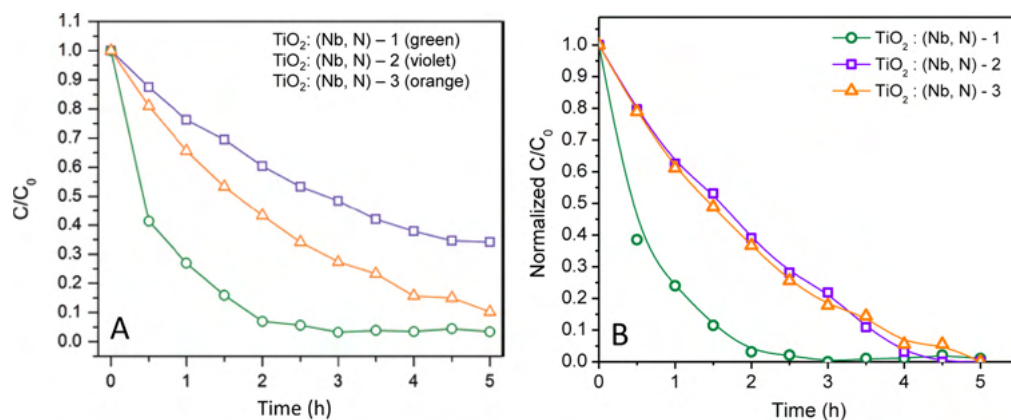 1.1
1.0
0.9
0.8
0.7
0.6
0.5
0.4
0.3
0.2
0.1
0.0
C/C0
TiO2: (Nb, N) – 1 (green)
TiO2: (Nb, N) – 2 (violet)
TiO2: (Nb, N) – 3 (orange)
A
0 1 2 3 4 5
Time (h)
1.0
0.9
0.8
0.7
0.6
0.5
0.4
0.3
0.2
0.1
0.0
Normalized C/C0
TiO2 : (Nb, N) - 1
TiO2 : (Nb, N) - 2
TiO2 : (Nb, N) - 3
B
0 1 2 3 4 5
Time (h)